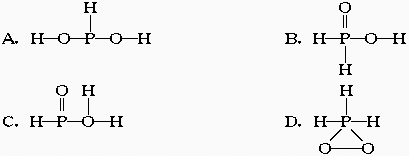 H
A. H—O—P—O—H
O
B. H—P—O—H
H
O H
C. H—P—O—H
H
D. H—P—H
O—O